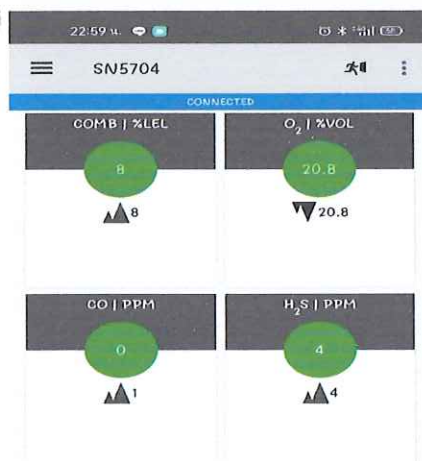 22:59 น.
SN5704
CONNECTED
COMB | %LEL
8
8
O₂ | %VOL
20.8
20.8
CO | PPM
0
1
H₂S | PPM
4
4